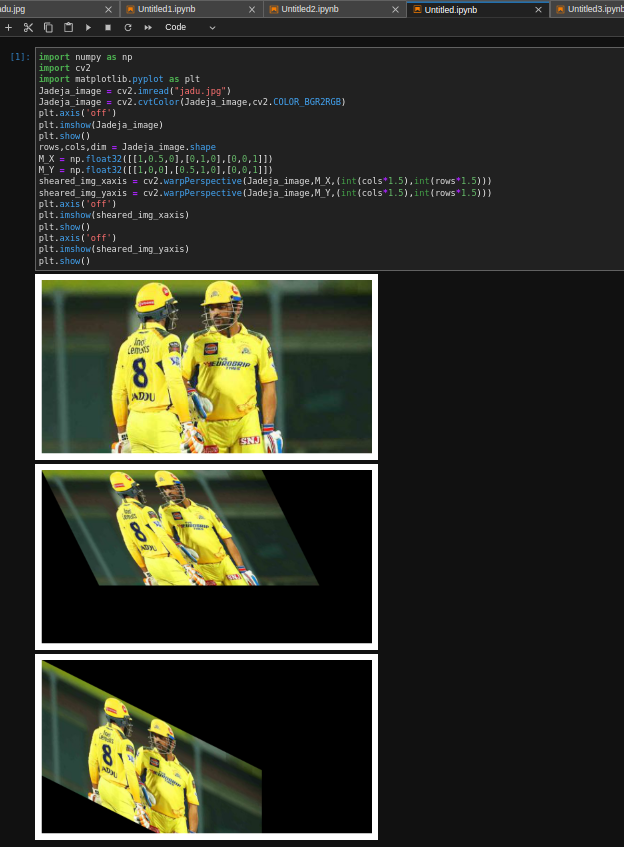 adu.jpg
Untitled1.ipynb
Untitled2.ipynb
Untitled.ipynb
Untitled3.ipynb
Code
[1]:
import numpy as np
import cv2
import matplotlib.pyplot as plt
Jadeja_image = cv2.imread("jadu.jpg")
Jadeja_image = cv2.cvtColor(Jadeja_image,cv2.COLOR_BGR2RGB)
plt.axis('off')
plt.imshow(Jadeja_image)
plt.show()
rows,cols,dim = Jadeja_image.shape
M_X = np.float32([[1,0.5,0],[0,1,0],[0,0,1]])
M_Y = np.float32([[1,0,0],[0.5,1,0],[0,0,1]])
sheared_img_xaxis = cv2.warpPerspective(Jadeja_image,M_X,(int(cols*1.5),int(rows*1.5)))
sheared_img_yaxis = cv2.warpPerspective(Jadeja_image,M_Y,(int(cols*1.5),int(rows*1.5)))
plt.axis('off')
plt.imshow(sheared_img_xaxis)
plt.show()
plt.axis('off')
plt.imshow(sheared_img_yaxis)
plt.show()
8
SNJ
8
8